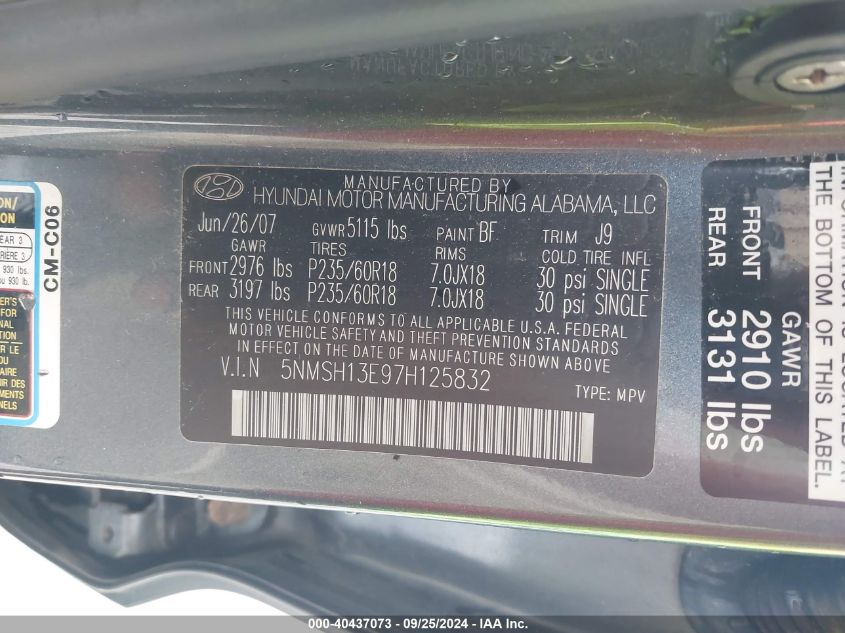 MANUFACTURED BY
HYUNDAI MOTOR MANUFACTURING ALABAMA, LLC
Jun/26/07 GVWR 5115 lbs PAINT BF TRIM J9
GAWR TIRES RIMS COLD TIRE INFL
FRONT 2976 lbs P235/60R18 7.0JX18 30 psi SINGLE
REAR 3197 lbs P235/60R18 7.0JX18 30 psi SINGLE
THIS VEHICLE CONFORMS TO ALL APPLICABLE U.S.A. FEDERAL
MOTOR VEHICLE SAFETY AND THEFT PREVENTION STANDARDS
IN EFFECT ON THE DATE OF MANUFACTURE SHOWN ABOVE
V.I.N 5NMSH13E97H125832
TYPE: MPV
CM-C06
GAWR
FRONT 2910 lbs
REAR 3131 lbs
THE BOTTOM OF THIS LABEL.
000-40437073 - 09/25/2024 - IAA, Inc.